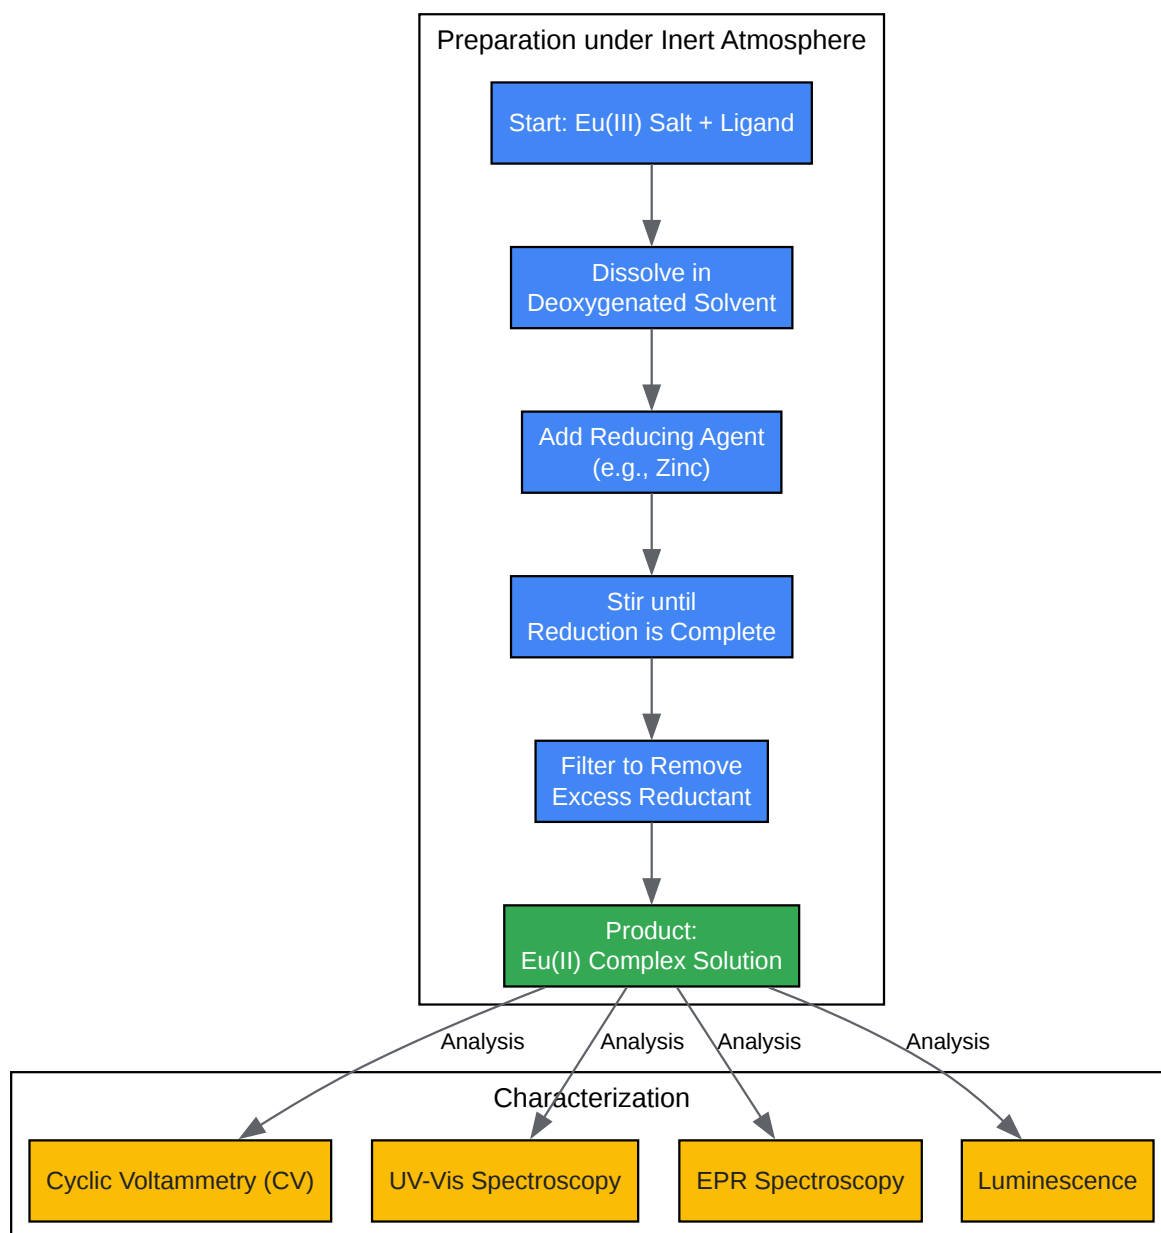 Preparation under Inert Atmosphere
Start: Eu(III) Salt + Ligand
Dissolve in
Deoxygenated Solvent
Add Reducing Agent
(e.g., Zinc)
Stir until
Reduction is Complete
Filter to Remove
Excess Reductant
Product:
Eu(II) Complex Solution
Analysis
Analysis
Analysis
Analysis
Characterization
Cyclic Voltammetry (CV)
UV-Vis Spectroscopy
EPR Spectroscopy
Luminescence